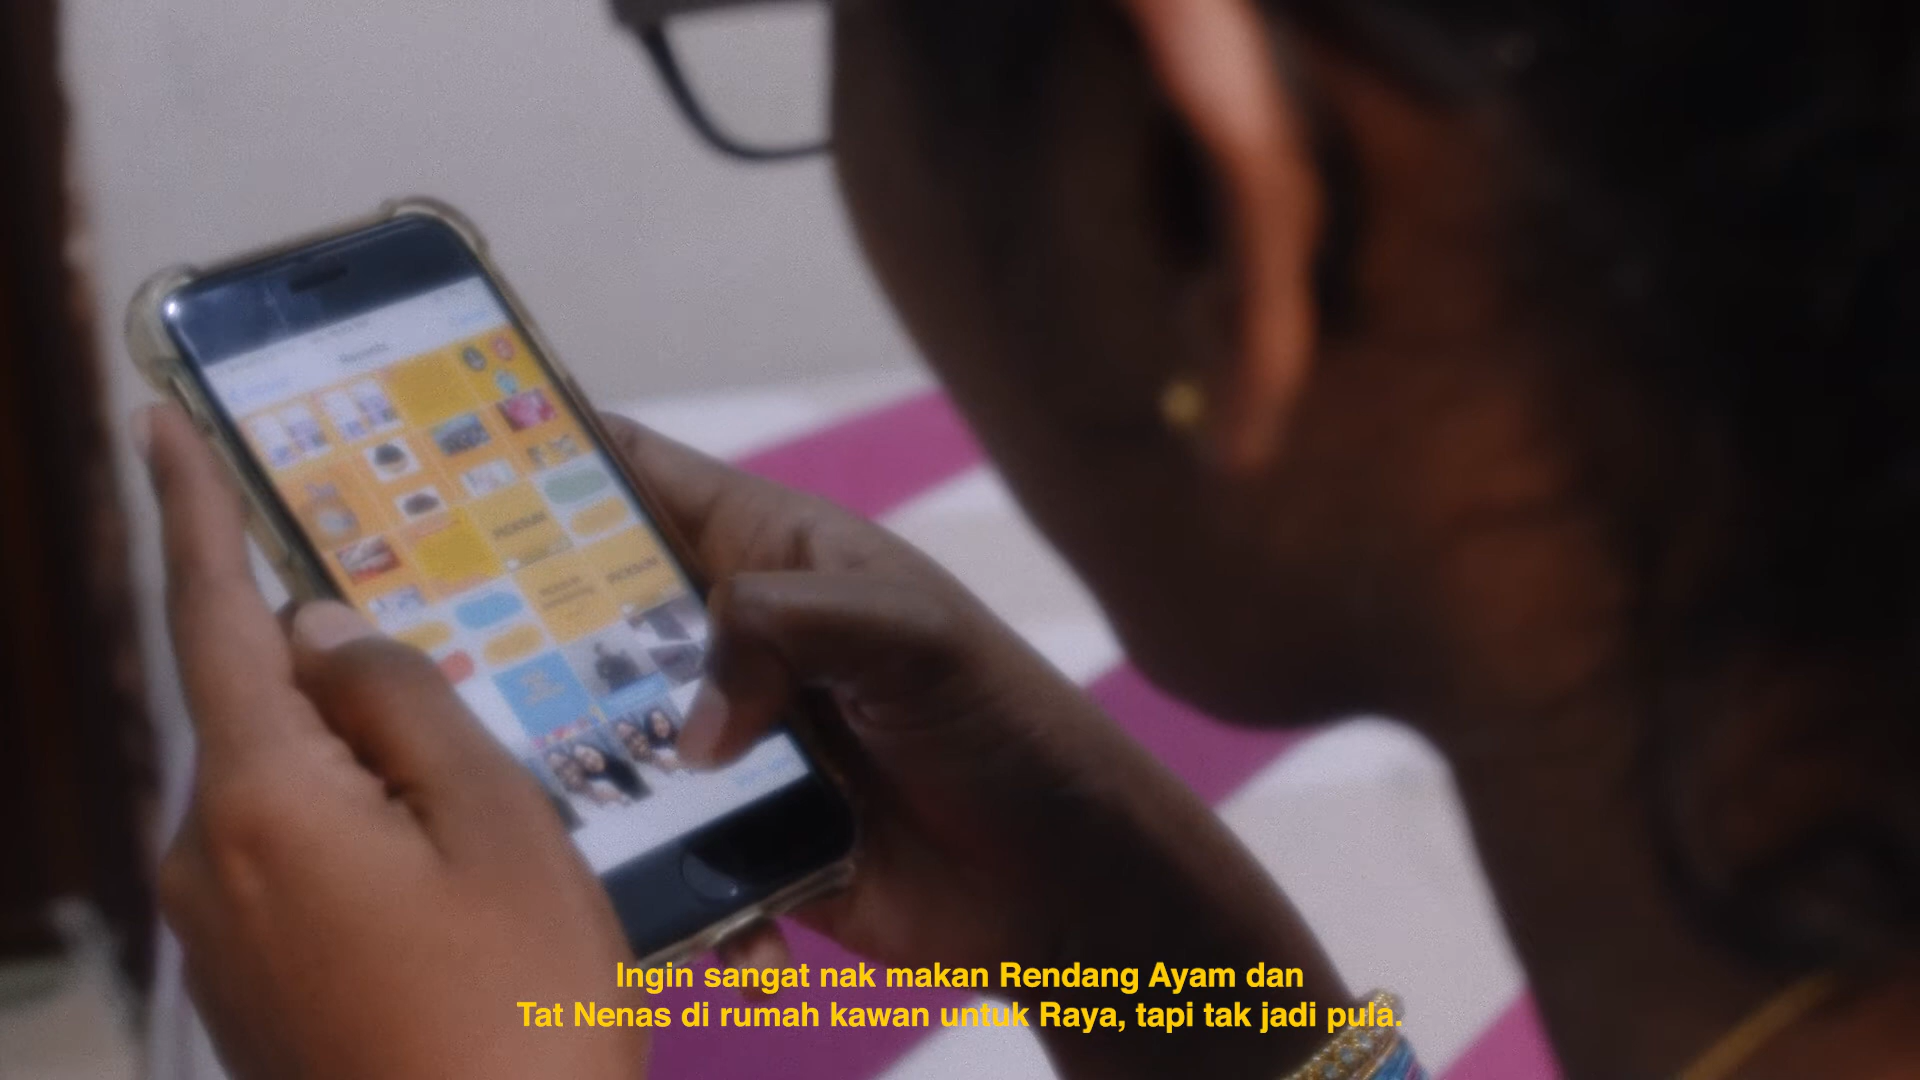 Ingin sangat nak makan Rendang Ayam dan
Tat Nenas di rumah kawan untuk Raya, tapi tak jadi pula.